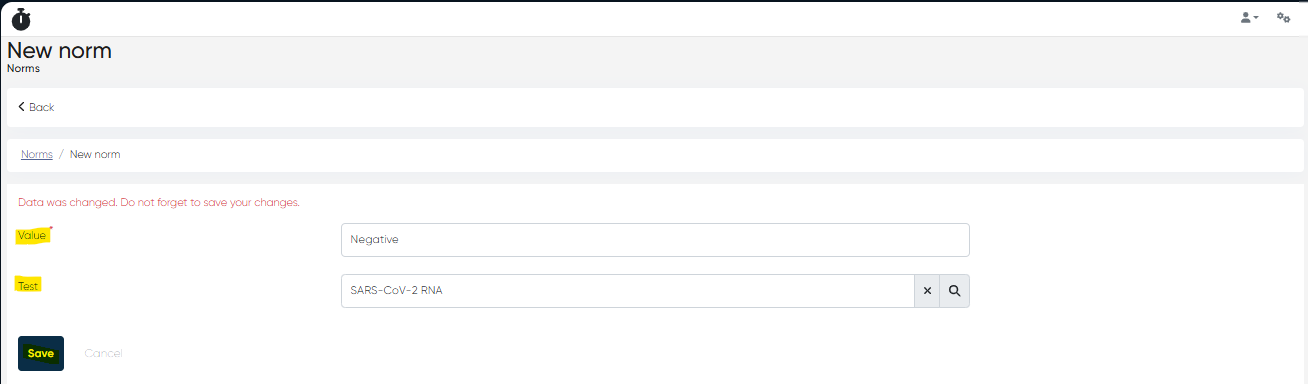 New norm
Norms
Back
Norms / New norm
Data was changed. Do not forget to save your changes.
Value *
Negative
Test
SARS-CoV-2 RNA
Save
Cancel